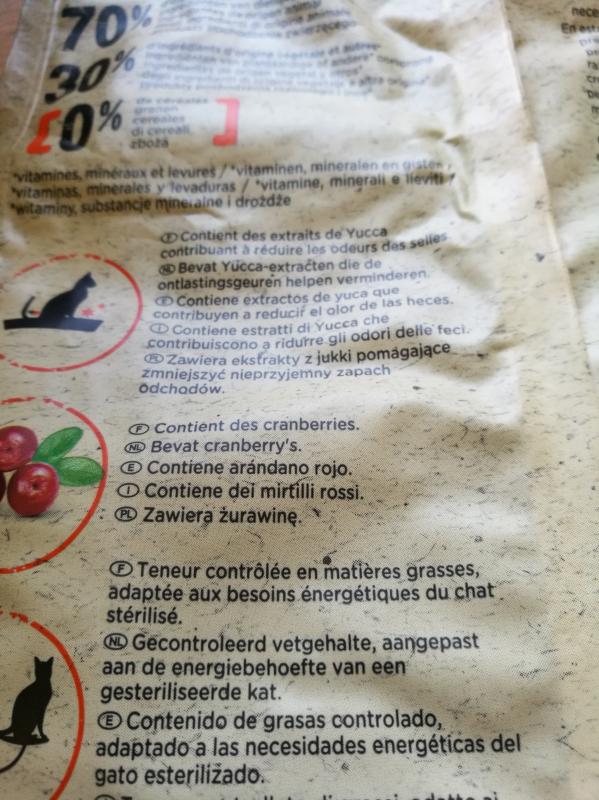 70%
30%
0%
de céréales
granen
cereales
di cereali
zboża
*vitamines, minéraux et levures / *vitaminen, mineralen en gisten /
*vitaminas, minerales y levaduras / *vitamine, minerali e lieviti /
*witaminy, substancje mineralne i drożdże
F Contient des extraits de Yucca
contribuant à réduire les odeurs des selles
NL Bevat Yucca-extracten die de
ontlastingsgeuren helpen verminderen.
E Contiene extractos de yuca que
contribuyen a reducir el olor de las heces.
I Contiene estratti di Yucca che
contribuiscono a ridurre gli odori delle feci.
PL Zawiera ekstrakty z jukki pomagające
zmniejszyć nieprzyjemny zapach
odchodów.
F Contient des cranberries.
NL Bevat cranberry's.
E Contiene arándano rojo.
I Contiene dei mirtilli rossi.
PL Zawiera żurawinę.
F Teneur contrôlée en matières grasses,
adaptée aux besoins énergétiques du chat
stérilisé.
NL Gecontroleerd vetgehalte, aangepast
aan de energiebehoefte van een
gesteriliseerde kat.
E Contenido de grasas controlado,
adaptado a las necesidades energéticas del
gato esterilizado.